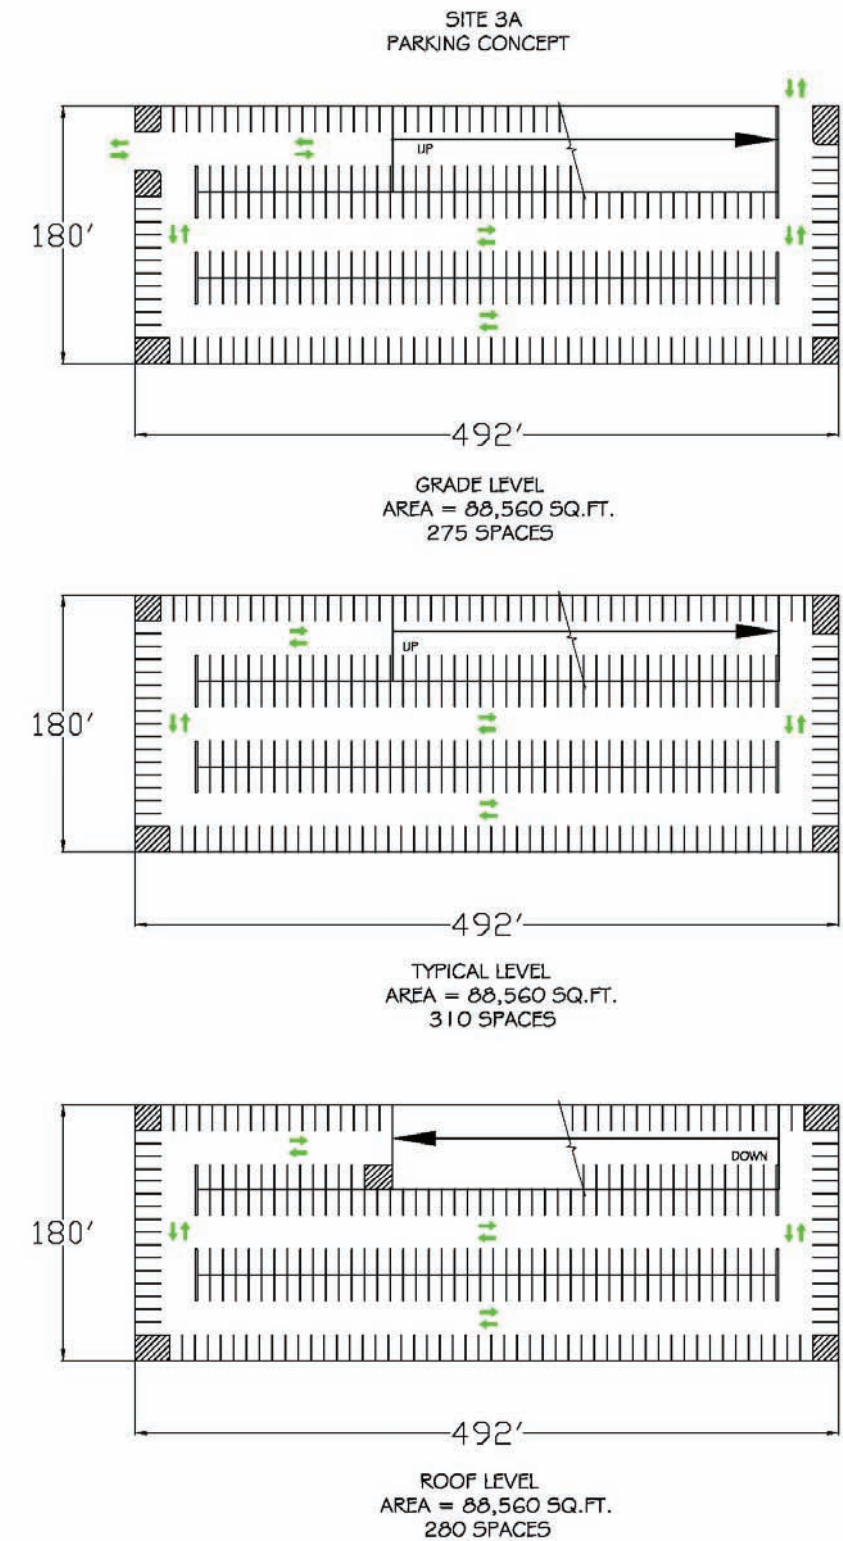 SITE 3A
PARKING CONCEPT
UP
180'
492'
GRADE LEVEL
AREA = 88,560 SQ.FT.
275 SPACES
UP
180'
492'
TYPICAL LEVEL
AREA = 88,560 SQ.FT.
310 SPACES
DOWN
180'
492'
ROOF LEVEL
AREA = 88,560 SQ.FT.
280 SPACES